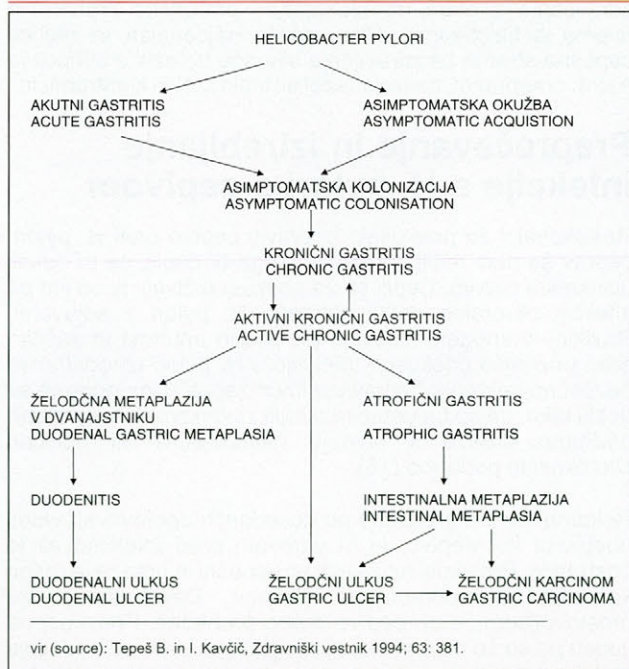 HELICOBACTER PYLORI
AKUTNI GASTRITIS
ACUTE GASTRITIS
ASIMPTOMATSKA OKUŽBA
ASYMPTOMATIC ACQUISTION
ASIMPTOMATSKA KOLONIZACIJA
ASYMPTOMATIC COLONISATION
KRONIČNI GASTRITIS
CHRONIC GASTRITIS
AKTIVNI KRONIČNI GASTRITIS
ACTIVE CHRONIC GASTRITIS
ŽELODČNA METAPLAZIJA
V DVANAJSTNIKU
DUODENAL GASTRIC METAPLASIA
ATROFIČNI GASTRITIS
ATROPHIC GASTRITIS
DUODENITIS
INTESTINALNA METAPLAZIJA
INTESTINAL METAPLASIA
DUODENALNI ULKUS
DUODENAL ULCER
ŽELODČNI ULKUS
GASTRIC ULCER
ŽELODČNI KARCINOM
GASTRIC CARCINOMA
vir (source): Tepeš B. in I. Kavčič, Zdravniški vestnik 1994; 63: 381.